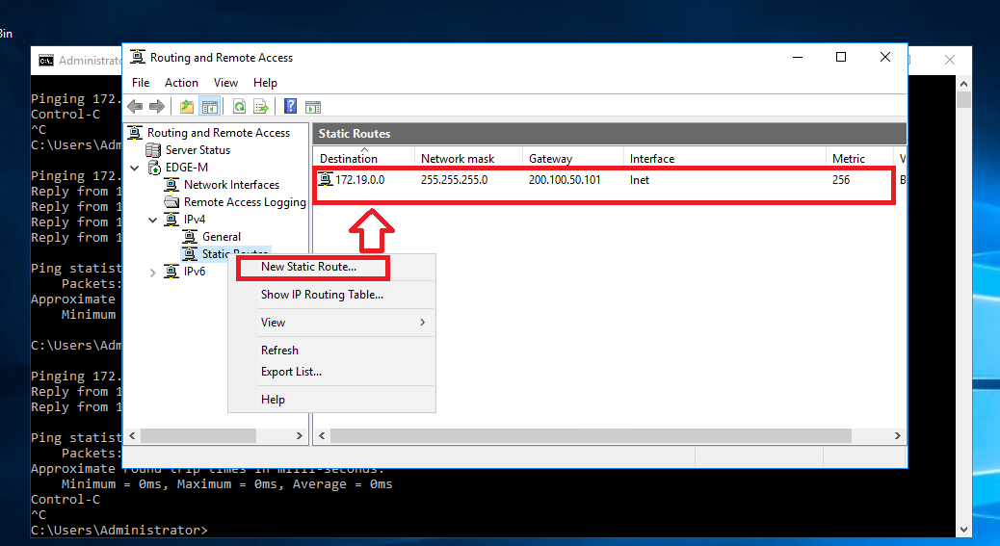 Bin
Administrato
Routing and Remote Access
File Action View Help
Routing and Remote Access
Server Status
EDGE-M
Network Interfaces
Remote Access Logging
IPv4
General
Static Routes
IPv6
Static Routes
Destination Network mask Gateway Interface Metric V
172.19.0.0 255.255.255.0 200.100.50.101 Inet 256 B
New Static Route...
Show IP Routing Table...
View
Refresh
Export List...
Help
Pinging 172.
Control-C
^C
C:\Users\Adm
Pinging 172.
Reply from 1
Reply from 1
Reply from 1
Reply from 1
Ping statist
Packets:
Approximate
Minimum
C:\Users\Adm
Pinging 172.
Reply from 1
Reply from 1
Ping statist
Packets:
Approximate round trip times in milli-seconds:
Minimum = 0ms, Maximum = 0ms, Average = 0ms
Control-C
^C
C:\Users\Administrator>